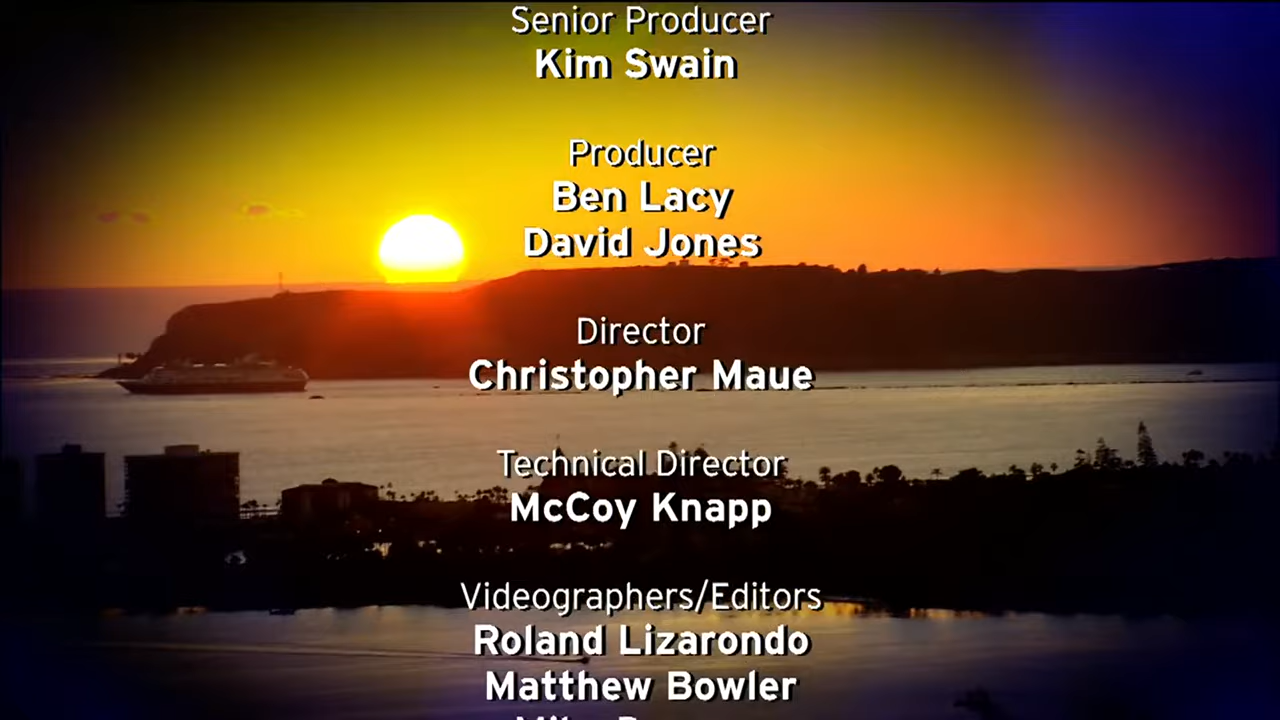 Senior Producer
Kim Swain
Producer
Ben Lacy
David Jones
Director
Christopher Maue
Technical Director
McCoy Knapp
Videographers/Editors
Roland Lizarondo
Matthew Bowler